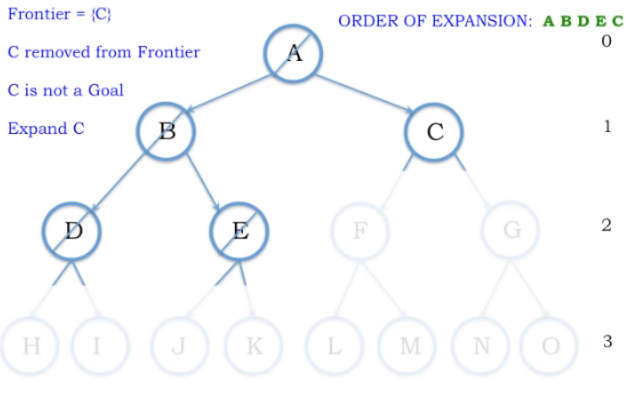 Frontier = {C}
ORDER OF EXPANSION: A B D E C
0
C removed from Frontier
A
C is not a Goal
Expand C
B
C
1
D
E
F
G
2
H
I
J
K
L
M
N
O
3